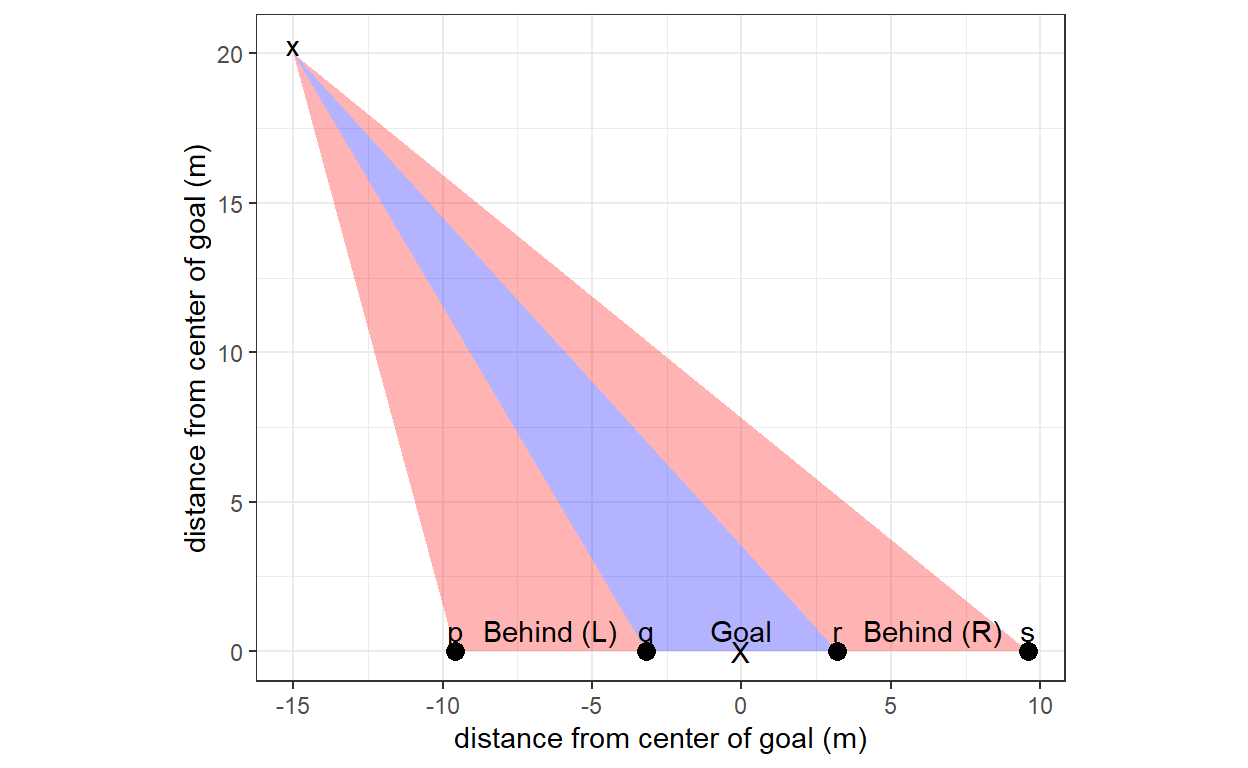 x
20
15
10
5
0
distance from center of goal (m)
p Behind (L) q Goal r Behind (R) s
X
-15 -10 -5 0 5 10
distance from center of goal (m)